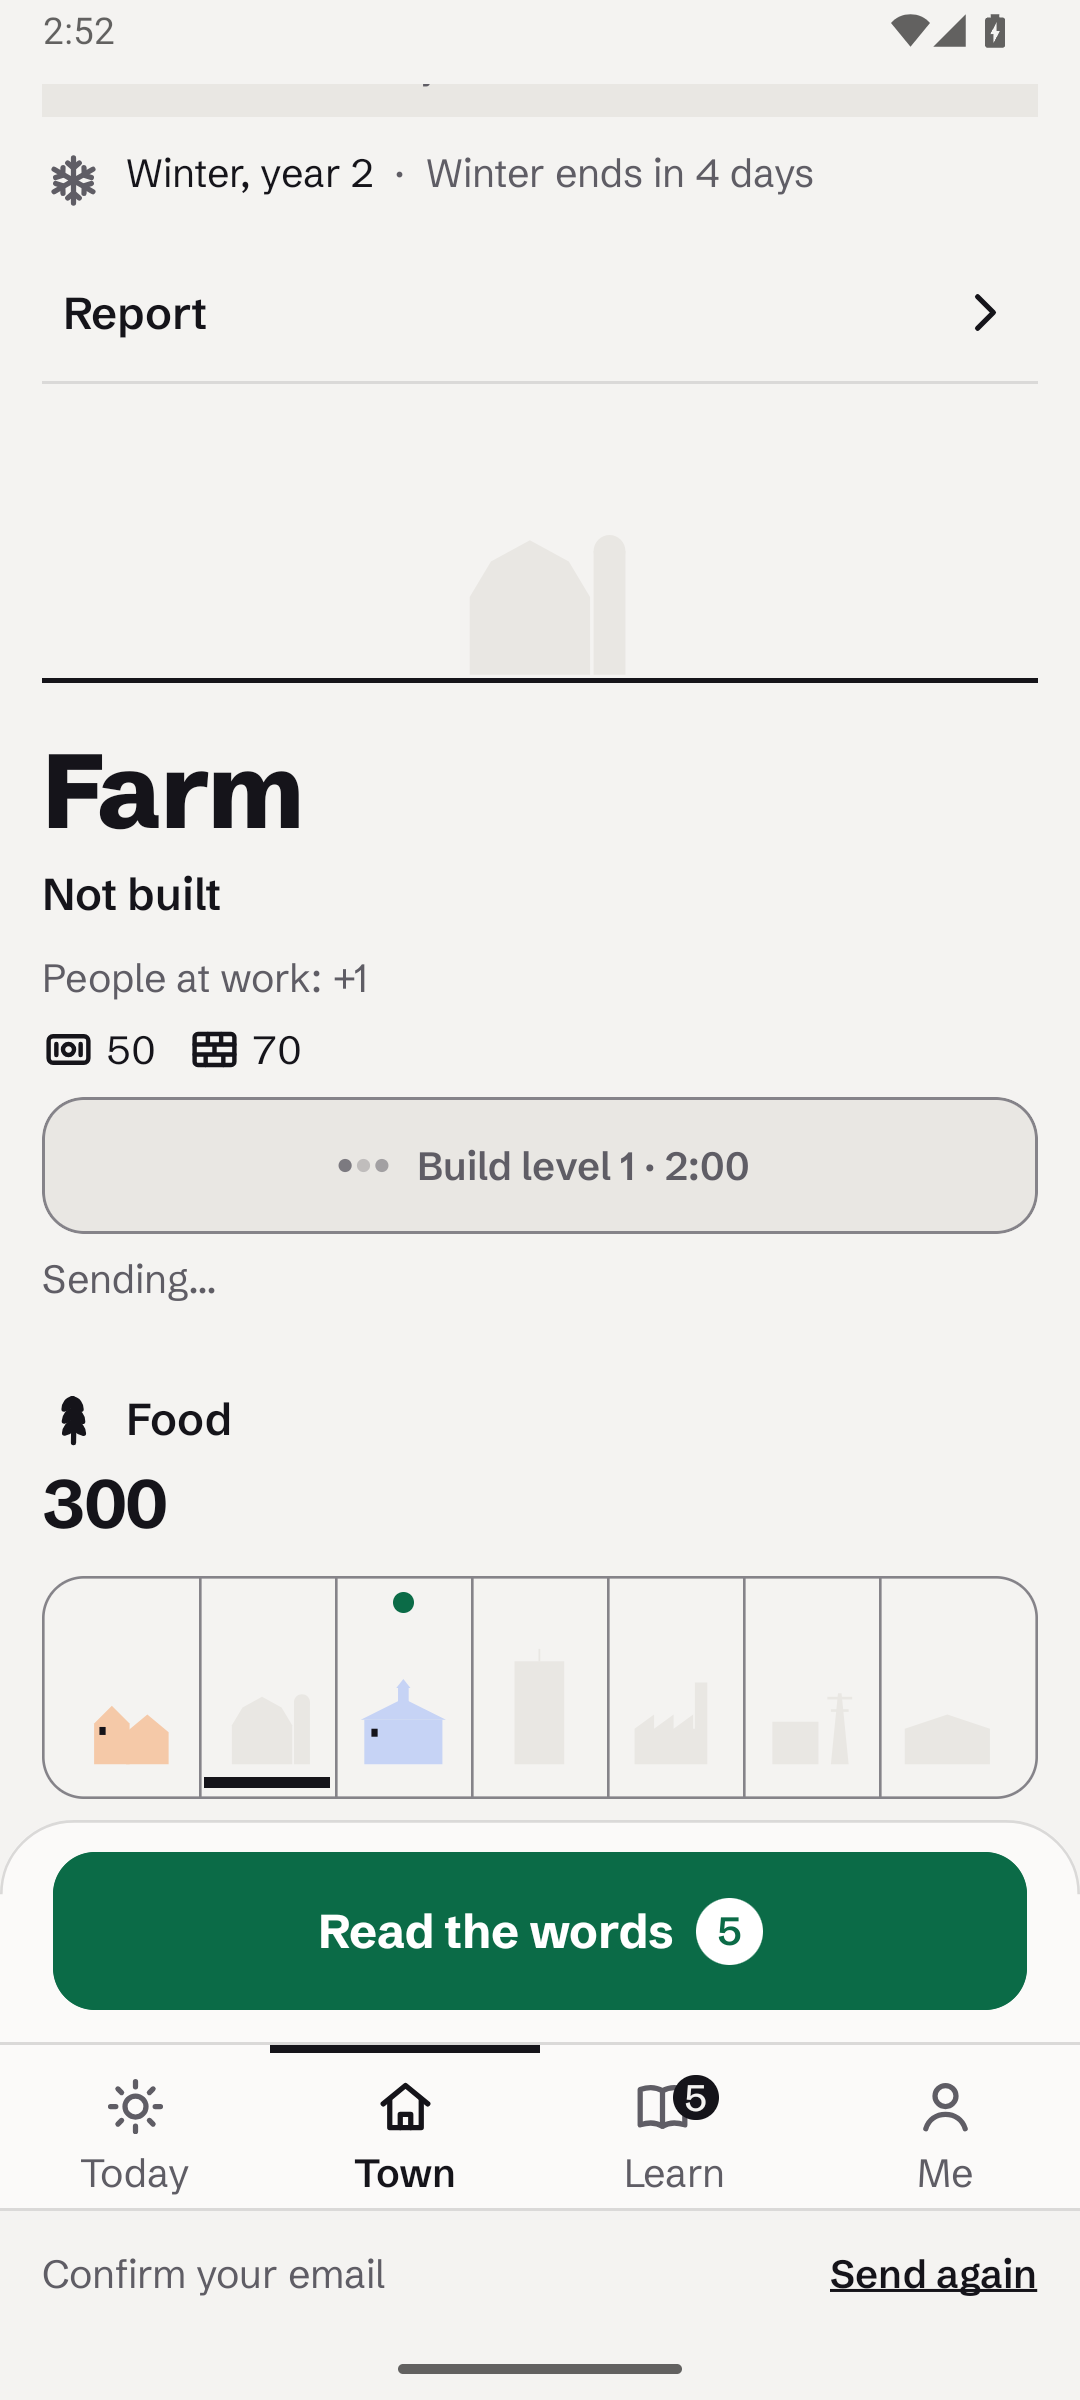 2:52
Winter, year 2 · Winter ends in 4 days
Report
Farm
Not built
People at work: +1
50 70
Build level 1 · 2:00
Sending...
Food
300
Read the words 5
5
Today Town Learn Me
Confirm your email Send again